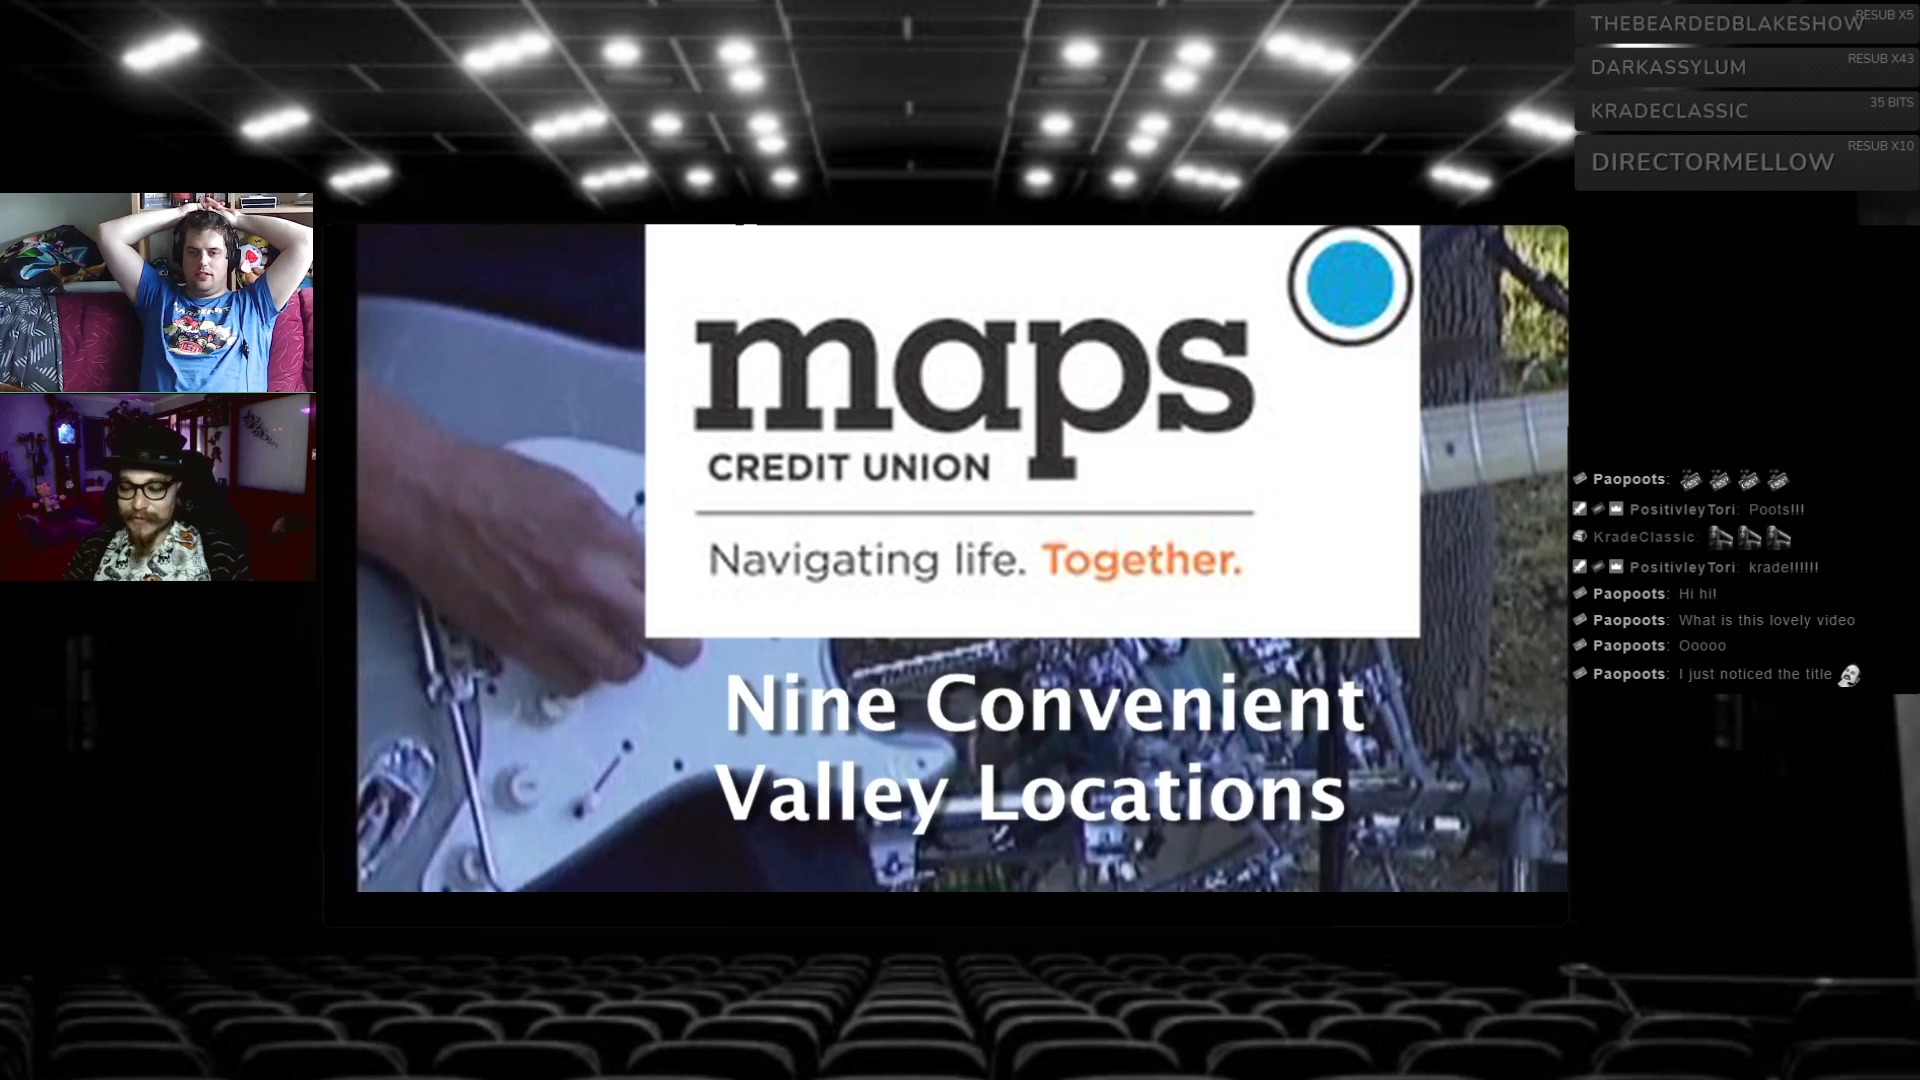 THEBEARDEDBLAKESHOW RESUB X5
DARKASSYLUM RESUB X43
KRADECLASSIC 35 BITS
DIRECTORMELLOW RESUB X10
maps
CREDIT UNION
Navigating life. Together.
Nine Convenient
Valley Locations
Paopoots:
PositivleyTori: Poots!!!
KradeClassic:
PositivleyTori: krade!!!!!!
Paopoots: Hi hi!
Paopoots: What is this lovely video
Paopoots: Ooooo
Paopoots: I just noticed the title